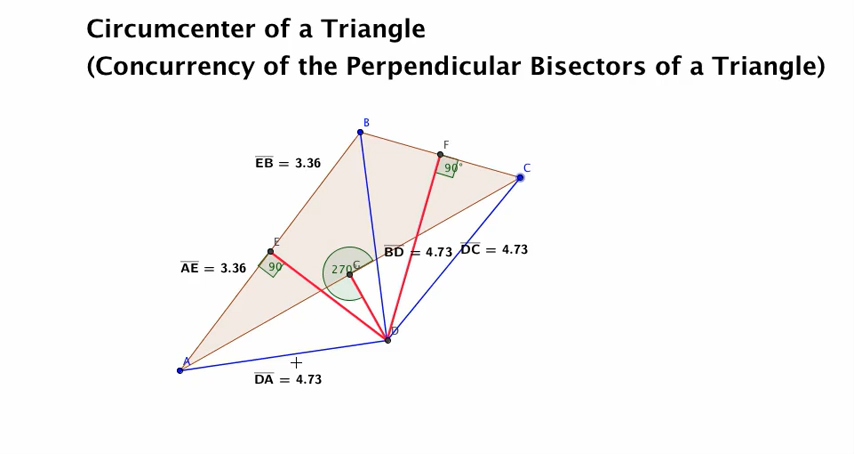 Circumcenter of a Triangle
(Concurrency of the Perpendicular Bisectors of a Triangle)
B
F
EB = 3.36
C
90°
E
BD = 4.73
DC = 4.73
AE = 3.36
90°
270°
G
D
A
DA = 4.73